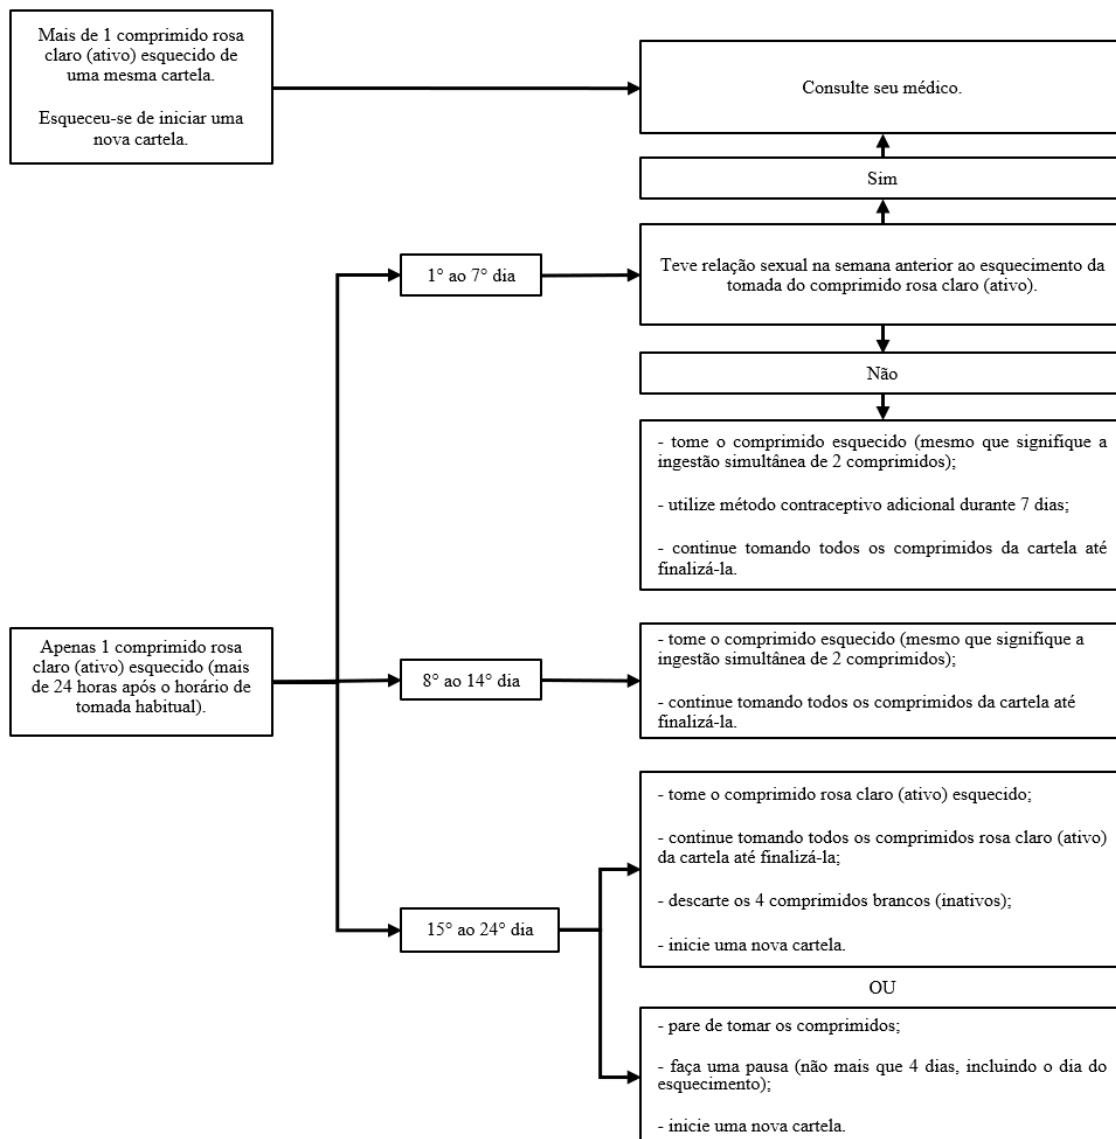 Mais de 1 comprimido rosa
claro (ativo) esquecido de
uma mesma cartela.
Esqueceu-se de iniciar uma
nova cartela.
Consulte seu médico.
Sim
1° ao 7° dia
Teve relação sexual na semana anterior ao esquecimento da
tomada do comprimido rosa claro (ativo).
Não
- tome o comprimido esquecido (mesmo que signifique a
ingestão simultânea de 2 comprimidos);
- utilize método contraceptivo adicional durante 7 dias;
- continue tomando todos os comprimidos da cartela até
finalizá-la.
Apenas 1 comprimido rosa
claro (ativo) esquecido (mais
de 24 horas após o horário de
tomada habitual).
8° ao 14° dia
- tome o comprimido esquecido (mesmo que signifique a
ingestão simultânea de 2 comprimidos);
- continue tomando todos os comprimidos da cartela até
finalizá-la.
15° ao 24° dia
- tome o comprimido rosa claro (ativo) esquecido;
- continue tomando todos os comprimidos rosa claro (ativo)
da cartela até finalizá-la;
- descarte os 4 comprimidos brancos (inativos);
- inicie uma nova cartela.
OU
- pare de tomar os comprimidos;
- faça uma pausa (não mais que 4 dias, incluindo o dia do
esquecimento);
- inicie uma nova cartela.